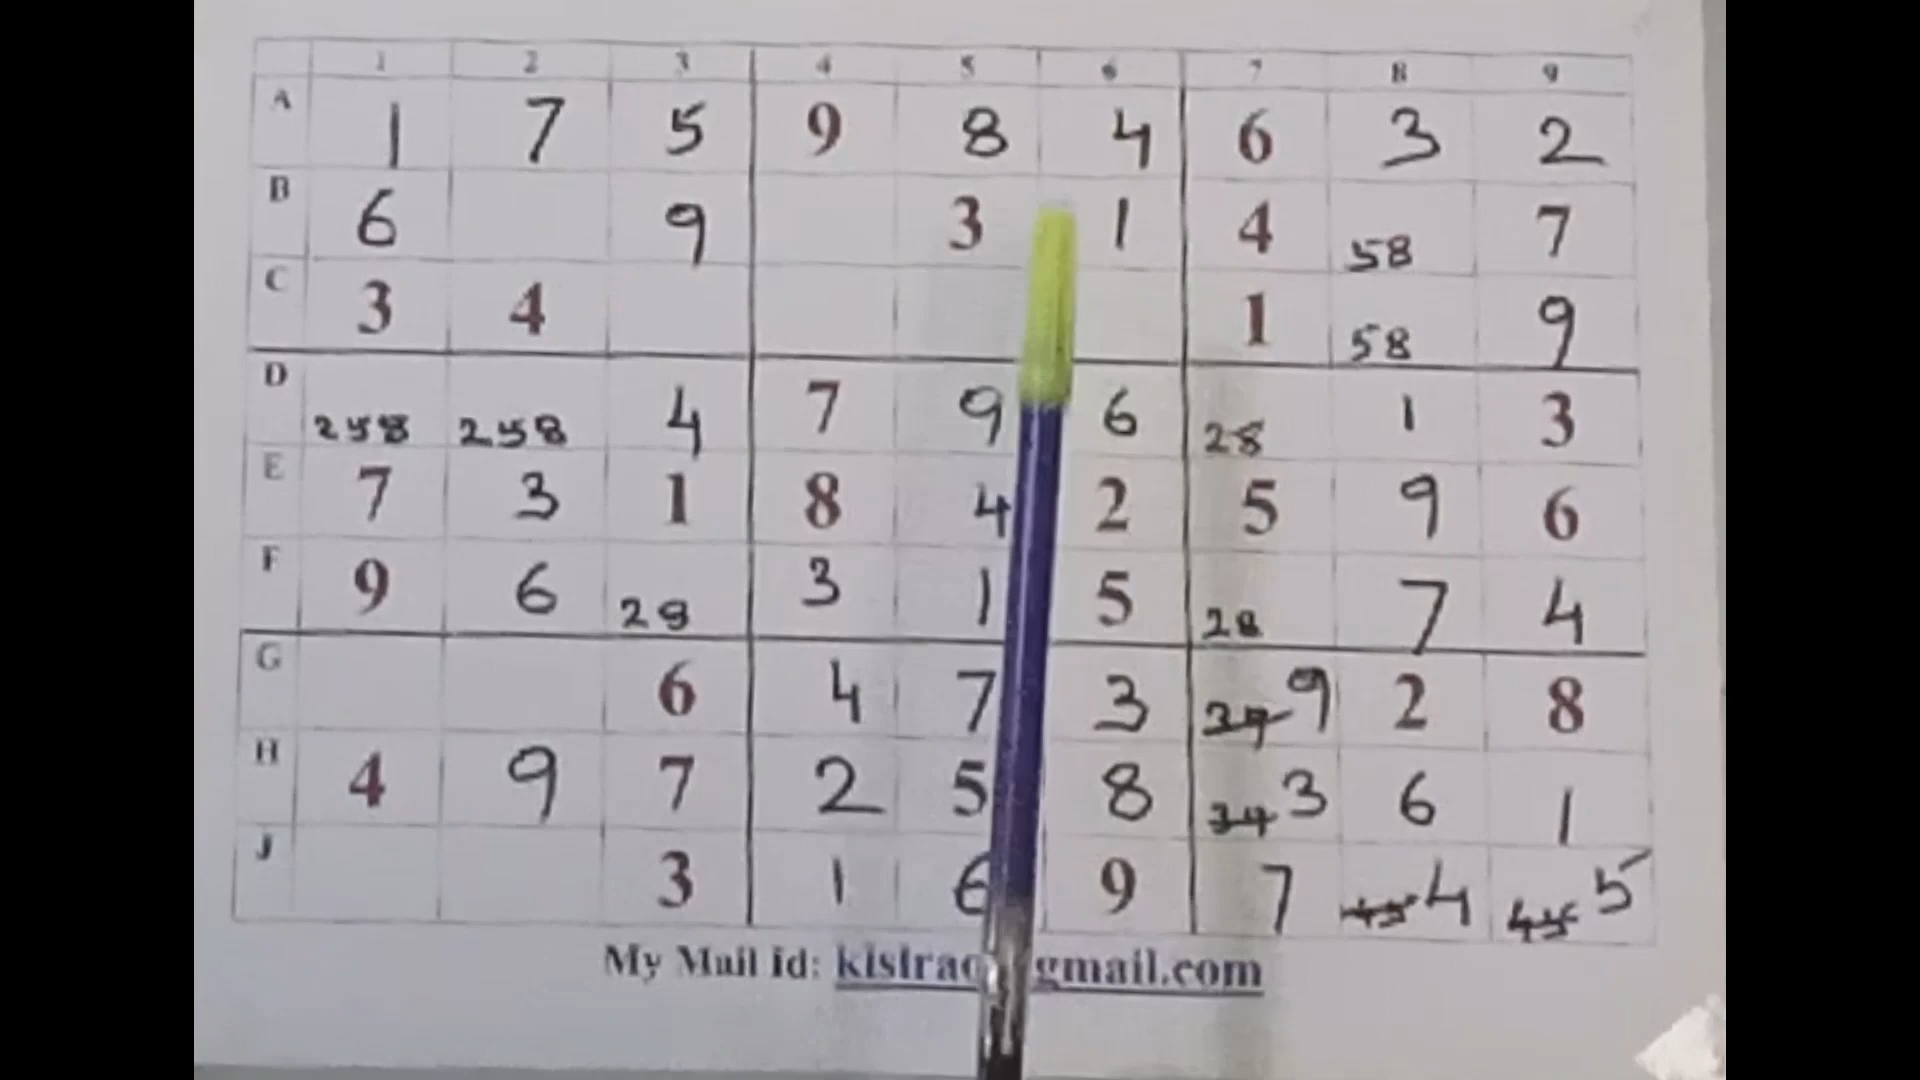 1 2 3 4 5 6 7 8 9
A 1 7 5 9 8 4 6 3 2
B 6 9 3 1 4 58 7
C 3 4 1 58 9
D 258 258 4 7 9 6 28 1 3
E 7 3 1 8 4 2 5 9 6
F 9 6 28 3 1 5 28 7 4
G 6 4 7 3 9 2 8
H 4 9 7 2 5 8 34 3 6 1
J 3 1 6 9 7 45 4 45 5
My Mail id: gmail.com